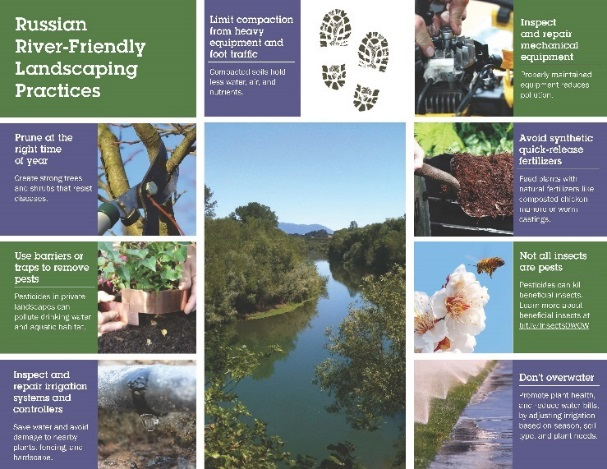 Russian
River-Friendly
Landscaping
Practices
Limit compaction
from heavy
equipment and
foot traffic
Compacted soils hold
less water, air, and
nutrients.
Inspect
and repair
mechanical
equipment
Properly maintained
equipment reduces
pollution.
Prune at the
right time
of year
Create strong trees
and shrubs that resist
diseases.
Avoid synthetic
quick-release
fertilizers
Feed plants with
natural fertilizers like
composted chicken
manure or worm
castings.
Use barriers or
traps to remove
pests
Pesticides in private
landscapes can
pollute drinking water
and aquatic habitat.
Not all insects
are pests
Pesticides can kill
beneficial insects.
Learn more about
beneficial insects at
Inspect and
repair irrigation
systems and
controllers
Save water and avoid
damage to nearby
plants, fencing, and
hardscape.
Don't overwater
Promote plant health,
and reduce water bills,
by adjusting irrigation
based on season, soil
type, and plant needs.